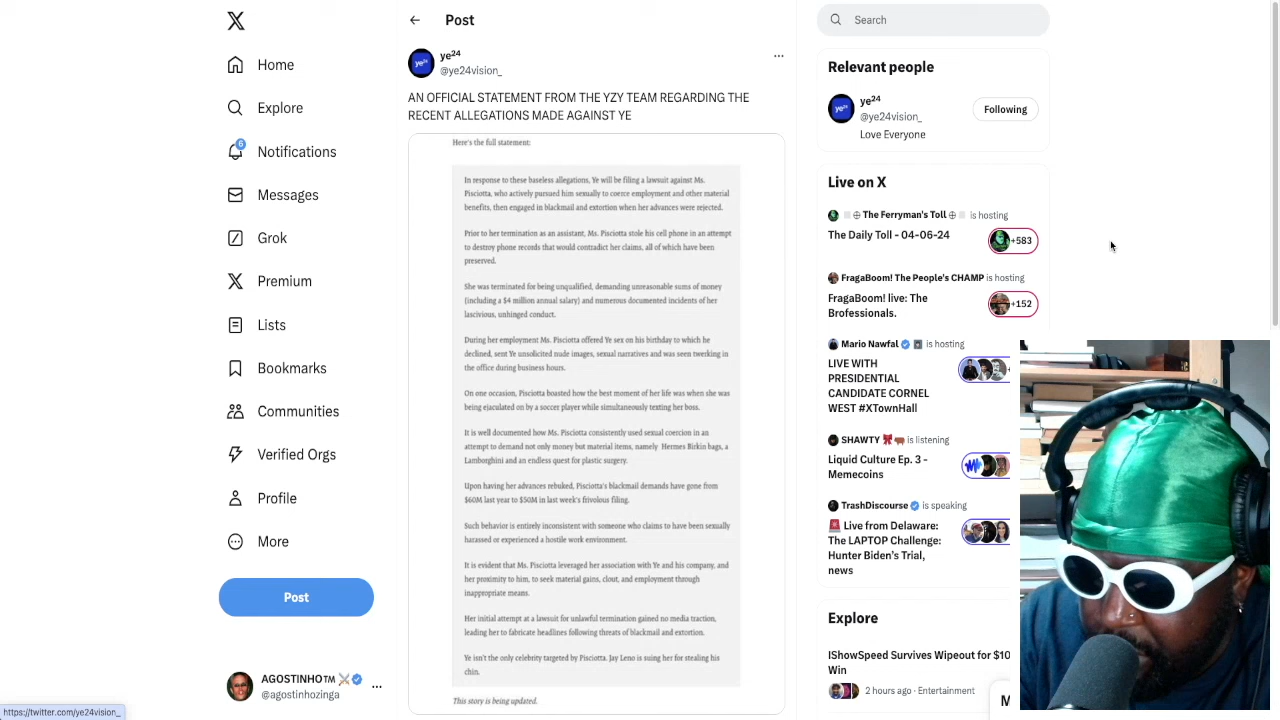 Home
Explore
6
Notifications
Messages
Grok
Premium
Lists
Bookmarks
Communities
Verified Orgs
Profile
More
Post
AGOSTINHO™
@agostinhozinga
https://twitter.com/ye24vision_
Post
ye²⁴
ye²⁴
@ye24vision_
AN OFFICIAL STATEMENT FROM THE YZY TEAM REGARDING THE
RECENT ALLEGATIONS MADE AGAINST YE
Here's the full statement:
In response to these baseless allegations, Ye will be filing a lawsuit against Ms.
Pisciotta, who actively pursued him sexually to coerce employment and other material
benefits, then engaged in blackmail and extortion when her advances were rejected.
Prior to her termination as an assistant, Ms. Pisciotta stole his cell phone in an attempt
to destroy phone records that would contradict her claims, all of which have been
preserved.
She was terminated for being unqualified, demanding unreasonable sums of money
(including a $4 million annual salary) and numerous documented incidents of her
lascivious, unhinged conduct.
During her employment Ms. Pisciotta offered Ye sex on his birthday to which he
declined, sent Ye unsolicited nude images, sexual narratives and was seen twerking in
the office during business hours.
On one occasion, Pisciotta boasted how the best moment of her life was when she was
being ejaculated on by a soccer player while simultaneously texting her boss.
It is well documented how Ms. Pisciotta consistently used sexual coercion in an
attempt to demand not only money but material items, namely Hermes Birkin bags, a
Lamborghini and an endless quest for plastic surgery.
Upon having her advances rebuked, Pisciotta's blackmail demands have gone from
$60M last year to $50M in last week's frivolous filing.
Such behavior is entirely inconsistent with someone who claims to have been sexually
harassed or experienced a hostile work environment.
It is evident that Ms. Pisciotta leveraged her association with Ye and his company, and
her proximity to him, to seek material gains, clout, and employment through
inappropriate means.
Her initial attempt at a lawsuit for unlawful termination gained no media traction,
leading her to fabricate headlines following threats of blackmail and extortion.
Ye isn't the only celebrity targeted by Pisciotta. Jay Leno is suing her for stealing his
chin.
This story is being updated.
Search
Relevant people
ye²⁴
ye²⁴
@ye24vision_
Following
Love Everyone
Live on X
The Ferryman's Toll is hosting
The Daily Toll - 04-06-24
+583
FragaBoom! The People's CHAMP is hosting
FragaBoom! live: The
Brofessionals.
+152
Mario Nawfal is hosting
LIVE WITH
PRESIDENTIAL
CANDIDATE CORNEL
WEST #XTownHall
SHAWTY is listening
Liquid Culture Ep. 3 -
Memecoins
TrashDiscourse is speaking
Live from Delaware:
The LAPTOP Challenge:
Hunter Biden's Trial,
news
Explore
IShowSpeed Survives Wipeout for $10
Win
2 hours ago · Entertainment
M